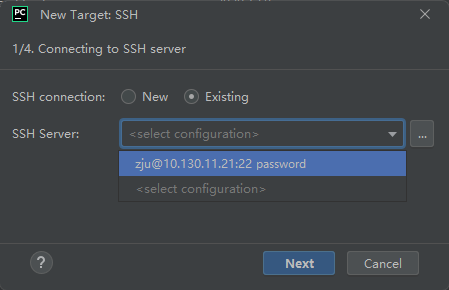 PC New Target: SSH
1/4. Connecting to SSH server
SSH connection: New Existing
SSH Server: <select configuration> ...
zju@10.130.11.21:22 password
<select configuration>
? Next Cancel